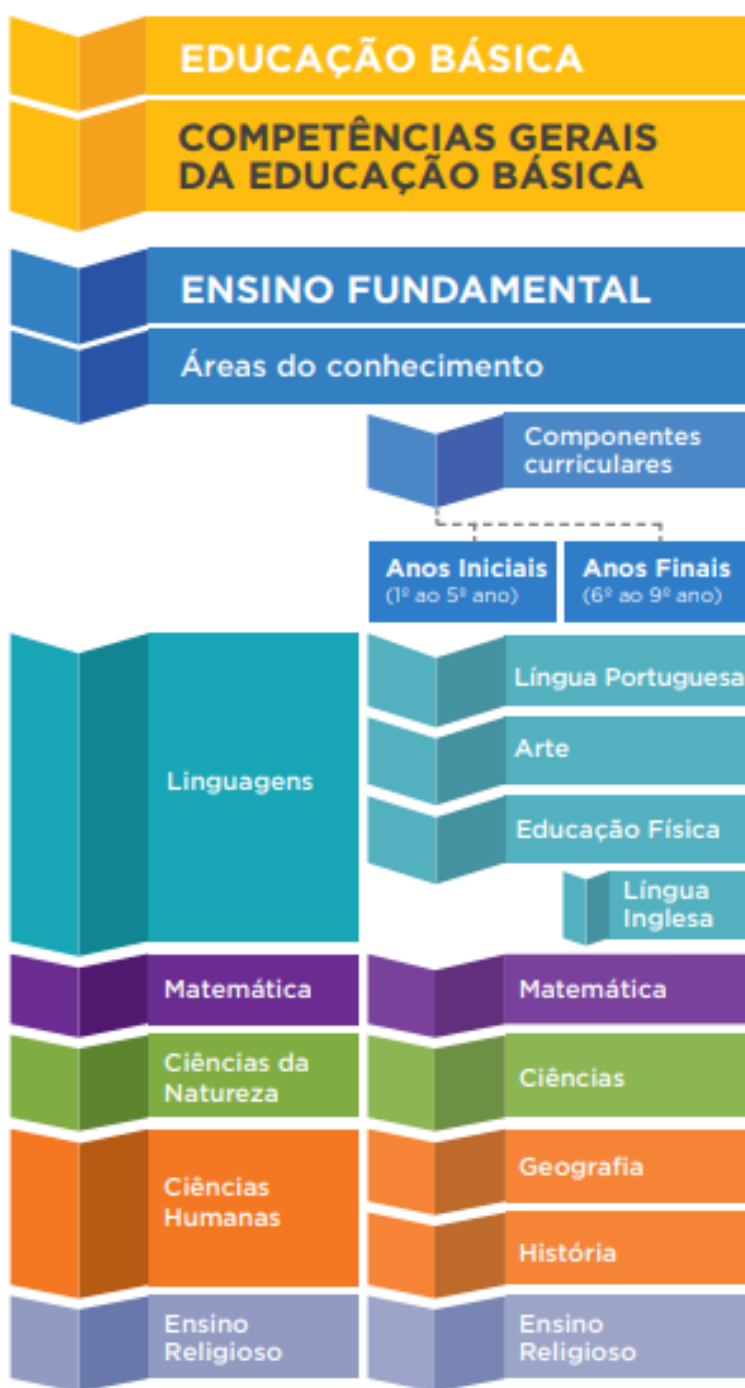 EDUCAÇÃO BÁSICA
COMPETÊNCIAS GERAIS
DA EDUCAÇÃO BÁSICA
ENSINO FUNDAMENTAL
Áreas do conhecimento
Componentes
curriculares
Anos Iniciais
(1º ao 5º ano)
Anos Finais
(6º ao 9º ano)
Linguagens
Língua Portuguesa
Arte
Educação Física
Língua
Inglesa
Matemática
Matemática
Ciências da
Natureza
Ciências
Ciências
Humanas
Geografia
História
Ensino
Religioso
Ensino
Religioso